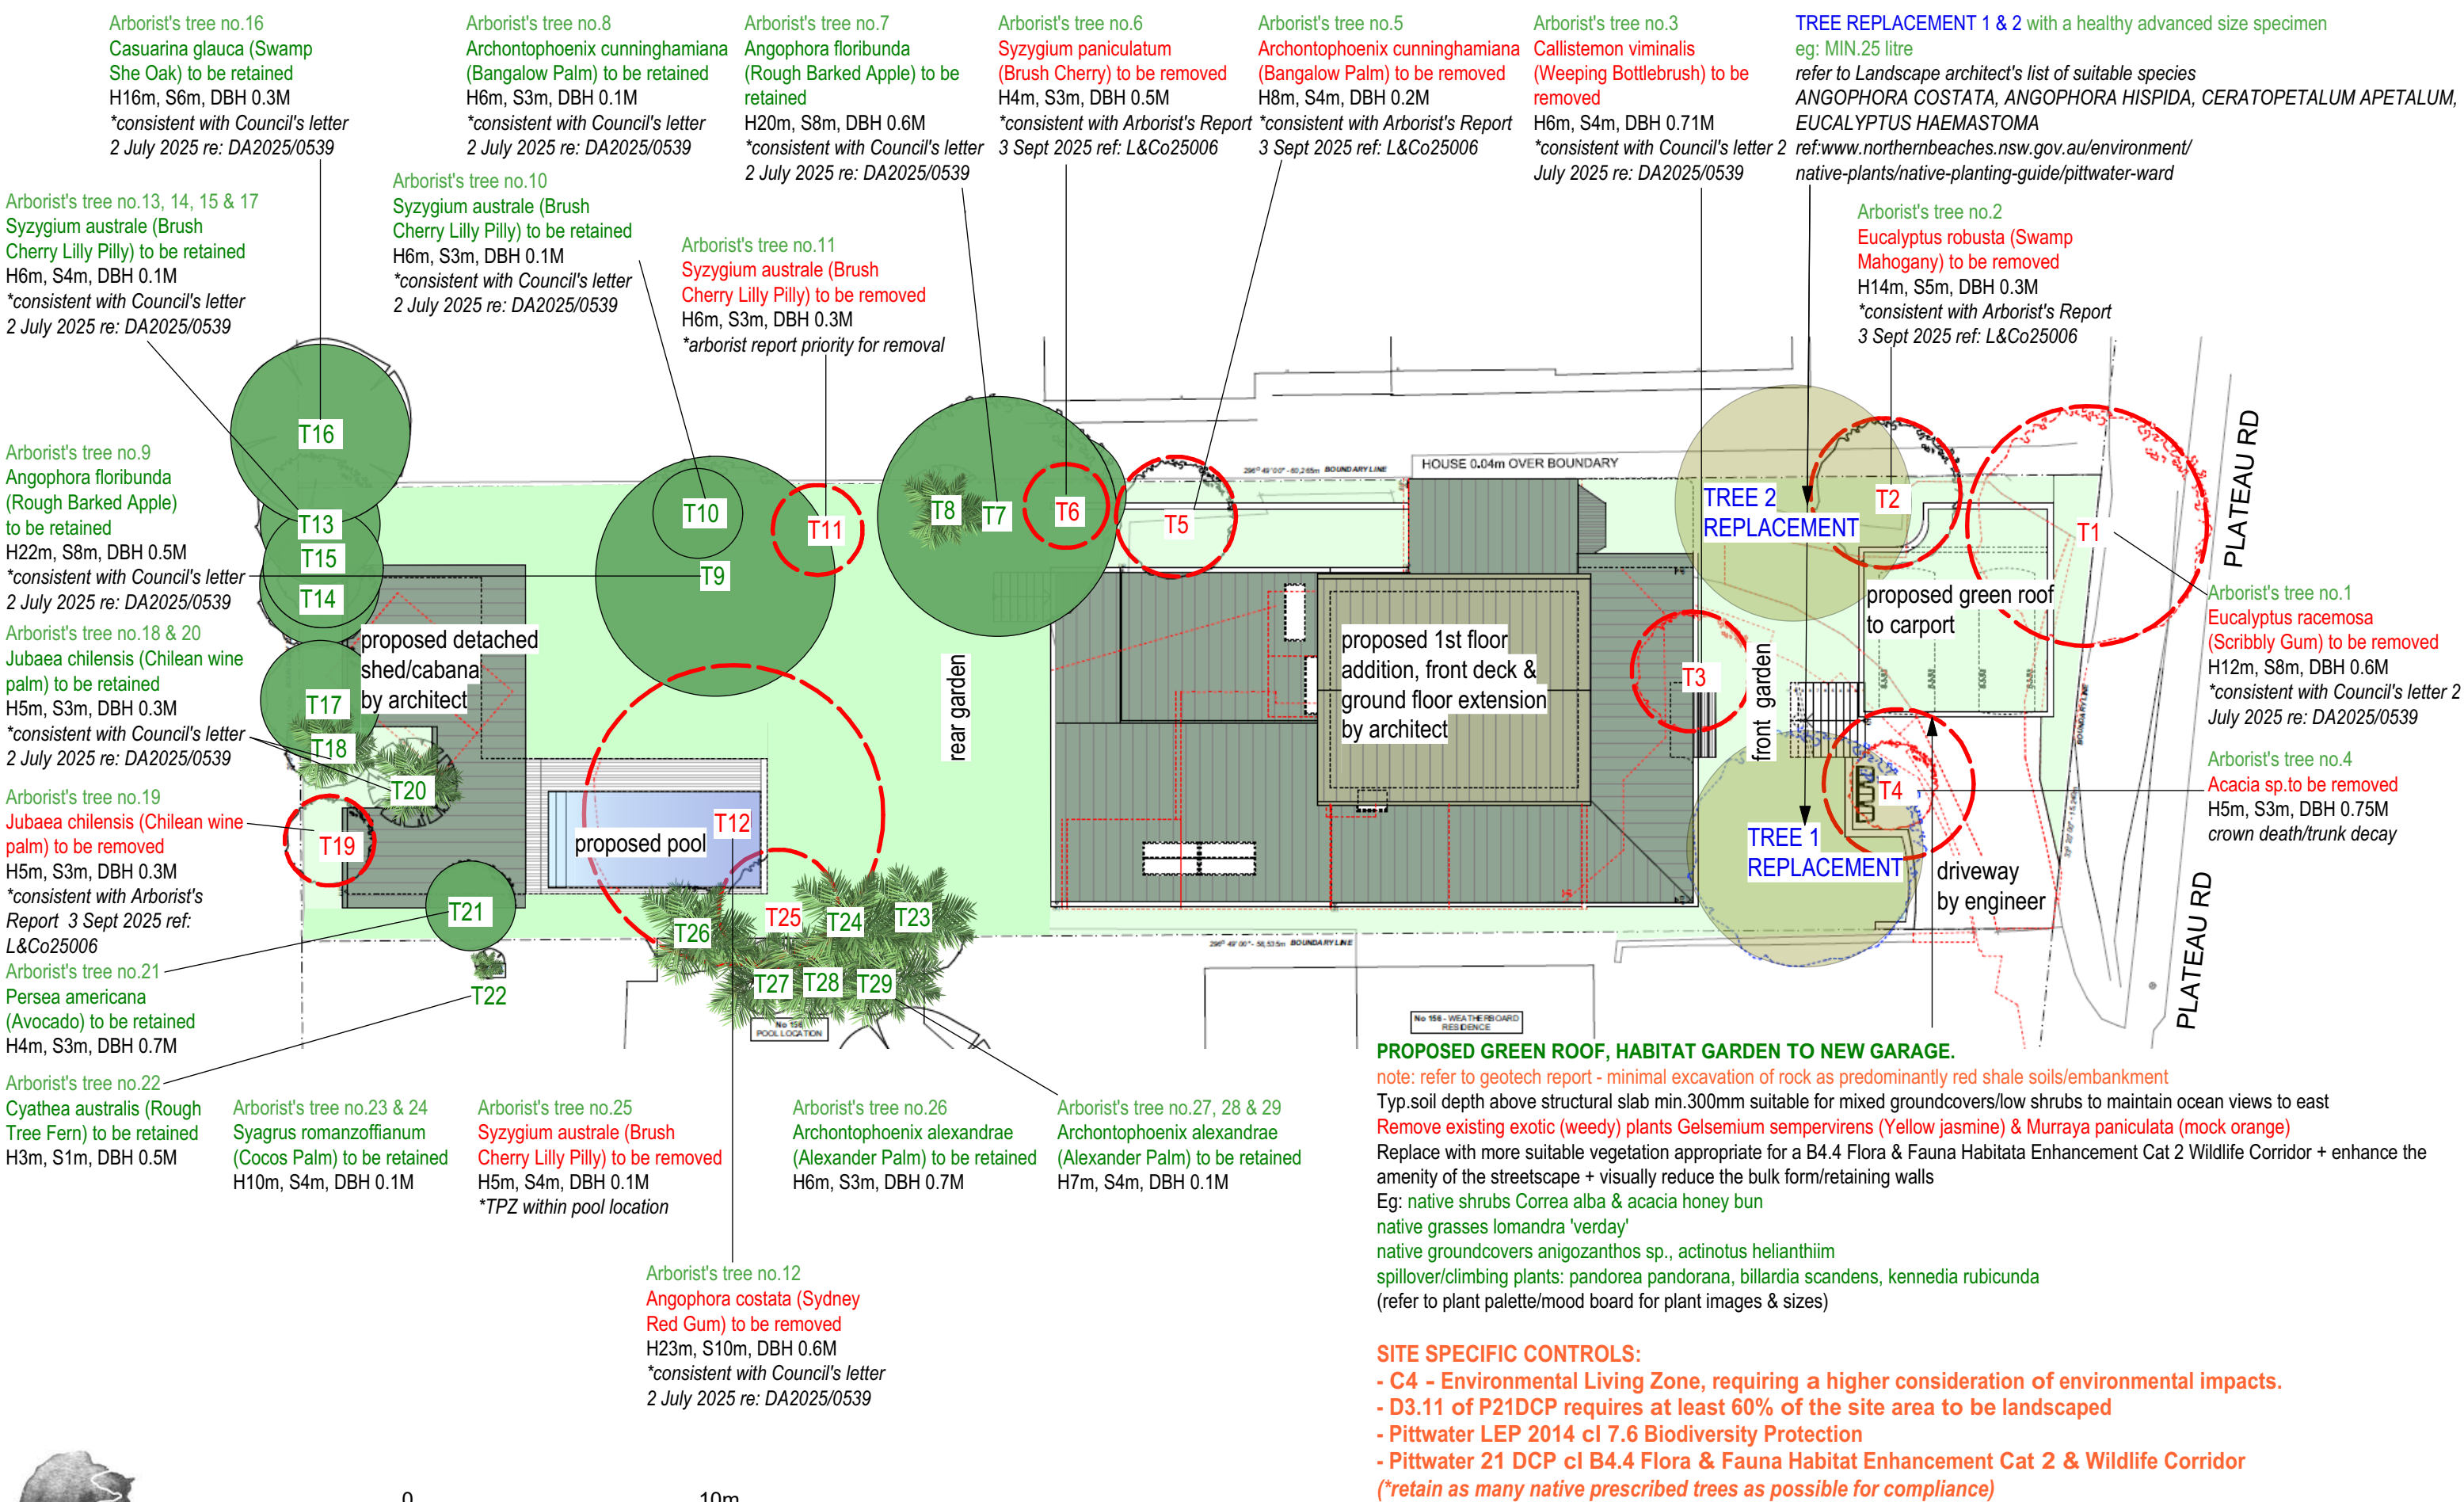 Arborist's tree no.16
Casuarina glauca (Swamp
She Oak) to be retained
H16m, S6m, DBH 0.3M
*consistent with Council's letter
2 July 2025 re: DA2025/0539
Arborist's tree no.8
Archontophoenix cunninghamiana
(Bangalow Palm) to be retained
H6m, S3m, DBH 0.1M
*consistent with Council's letter
2 July 2025 re: DA2025/0539
Arborist's tree no.7
Angophora floribunda
(Rough Barked Apple) to be
retained
H20m, S8m, DBH 0.6M
*consistent with Council's letter
2 July 2025 re: DA2025/0539
Arborist's tree no.6
Syzygium paniculatum
(Brush Cherry) to be removed
H4m, S3m, DBH 0.5M
*consistent with Arborist's Report
3 Sept 2025 ref: L&Co25006
Arborist's tree no.5
Archontophoenix cunninghamiana
(Bangalow Palm) to be removed
H8m, S4m, DBH 0.2M
*consistent with Arborist's Report
3 Sept 2025 ref: L&Co25006
Arborist's tree no.3
Callistemon viminalis
(Weeping Bottlebrush) to be
removed
H6m, S4m, DBH 0.71M
*consistent with Council's letter 2
July 2025 re: DA2025/0539
TREE REPLACEMENT 1 & 2 with a healthy advanced size specimen
eg: MIN.25 litre
refer to Landscape architect's list of suitable species
ANGOPHORA COSTATA, ANGOPHORA HISPIDA, CERATOPETALUM APETALUM,
EUCALYPTUS HAEMASTOMA
ref:www.northernbeaches.nsw.gov.au/environment/
native-plants/native-planting-guide/pittwater-ward
Arborist's tree no.13, 14, 15 & 17
Syzygium australe (Brush
Cherry Lilly Pilly) to be retained
H6m, S4m, DBH 0.1M
*consistent with Council's letter
2 July 2025 re: DA2025/0539
Arborist's tree no.10
Syzygium australe (Brush
Cherry Lilly Pilly) to be retained
H6m, S3m, DBH 0.1M
*consistent with Council's letter
2 July 2025 re: DA2025/0539
Arborist's tree no.11
Syzygium australe (Brush
Cherry Lilly Pilly) to be removed
H6m, S3m, DBH 0.3M
*arborist report priority for removal
Arborist's tree no.2
Eucalyptus robusta (Swamp
Mahogany) to be removed
H14m, S5m, DBH 0.3M
*consistent with Arborist's Report
3 Sept 2025 ref: L&Co25006
Arborist's tree no.9
Angophora floribunda
(Rough Barked Apple)
to be retained
H22m, S8m, DBH 0.5M
*consistent with Council's letter
2 July 2025 re: DA2025/0539
Arborist's tree no.18 & 20
Jubaea chilensis (Chilean wine
palm) to be retained
H5m, S3m, DBH 0.3M
*consistent with Council's letter
2 July 2025 re: DA2025/0539
Arborist's tree no.19
Jubaea chilensis (Chilean wine
palm) to be removed
H5m, S3m, DBH 0.3M
*consistent with Arborist's
Report 3 Sept 2025 ref:
L&Co25006
Arborist's tree no.21
Persea americana
(Avocado) to be retained
H4m, S3m, DBH 0.7M
Arborist's tree no.22
Cyathea australis (Rough
Tree Fern) to be retained
H3m, S1m, DBH 0.5M
T16
T13
T15
T14
T17
T18
T20
T19
T21
T22
proposed detached
shed/cabana
by architect
T10
T11
T9
T8
T7
T6
T5
T12
proposed pool
T26
T25
T24
T23
T27
T28
T29
No 156
POOL LOCATION
rear garden
296° 49'00" - 60,265m BOUNDARY LINE
HOUSE 0.04m OVER BOUNDARY
proposed 1st floor
addition, front deck &
ground floor extension
by architect
296° 49' 00" - 58,535m BOUNDARY LINE
No 156 - WEATHERBOARD
RESIDENCE
T3
front garden
TREE 2
REPLACEMENT
T2
T1
proposed green roof
to carport
T4
TREE 1
REPLACEMENT
driveway
by engineer
BOUNDARY LINE
PLATEAU RD
PLATEAU RD
Arborist's tree no.1
Eucalyptus racemosa
(Scribbly Gum) to be removed
H12m, S8m, DBH 0.6M
*consistent with Council's letter 2
July 2025 re: DA2025/0539
Arborist's tree no.4
Acacia sp.to be removed
H5m, S3m, DBH 0.75M
crown death/trunk decay
Arborist's tree no.23 & 24
Syagrus romanzoffianum
(Cocos Palm) to be retained
H10m, S4m, DBH 0.1M
Arborist's tree no.25
Syzygium australe (Brush
Cherry Lilly Pilly) to be removed
H5m, S4m, DBH 0.1M
*TPZ within pool location
Arborist's tree no.26
Archontophoenix alexandrae
(Alexander Palm) to be retained
H6m, S3m, DBH 0.7M
Arborist's tree no.27, 28 & 29
Archontophoenix alexandrae
(Alexander Palm) to be retained
H7m, S4m, DBH 0.1M
Arborist's tree no.12
Angophora costata (Sydney
Red Gum) to be removed
H23m, S10m, DBH 0.6M
*consistent with Council's letter
2 July 2025 re: DA2025/0539
PROPOSED GREEN ROOF, HABITAT GARDEN TO NEW GARAGE.
note: refer to geotech report - minimal excavation of rock as predominantly red shale soils/embankment
Typ.soil depth above structural slab min.300mm suitable for mixed groundcovers/low shrubs to maintain ocean views to east
Remove existing exotic (weedy) plants Gelsemium sempervirens (Yellow jasmine) & Murraya paniculata (mock orange)
Replace with more suitable vegetation appropriate for a B4.4 Flora & Fauna Habitata Enhancement Cat 2 Wildlife Corridor + enhance the
amenity of the streetscape + visually reduce the bulk form/retaining walls
Eg: native shrubs Correa alba & acacia honey bun
native grasses lomandra 'verday'
native groundcovers anigozanthos sp., actinotus helianthiim
spillover/climbing plants: pandorea pandorana, billardia scandens, kennedia rubicunda
(refer to plant palette/mood board for plant images & sizes)
SITE SPECIFIC CONTROLS:
- C4 - Environmental Living Zone, requiring a higher consideration of environmental impacts.
- D3.11 of P21DCP requires at least 60% of the site area to be landscaped
- Pittwater LEP 2014 cl 7.6 Biodiversity Protection
- Pittwater 21 DCP cl B4.4 Flora & Fauna Habitat Enhancement Cat 2 & Wildlife Corridor
(*retain as many native prescribed trees as possible for compliance)
0
10m